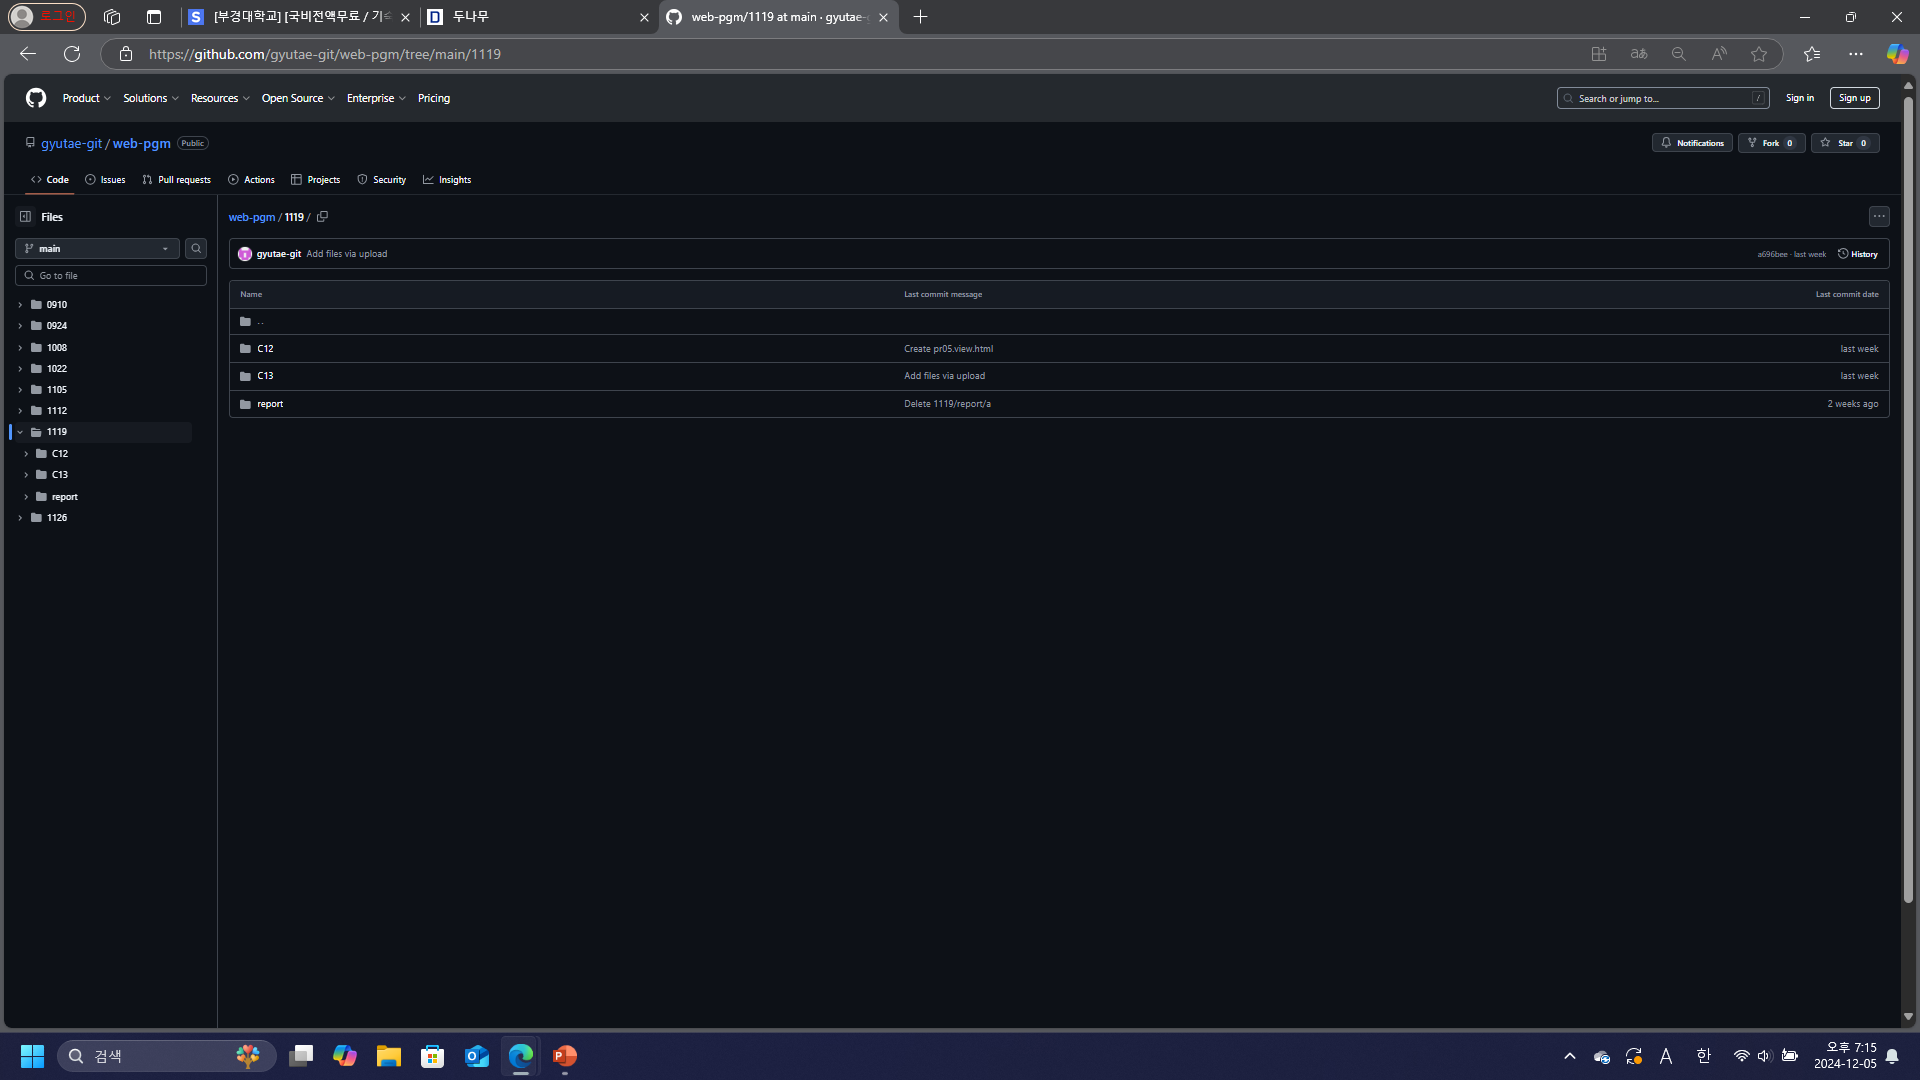 로그인
[부경대학교] [국비전액무료 / 기숙
두나무
web-pgm/1119 at main · gyutae-g
https://github.com/gyutae-git/web-pgm/tree/main/1119
Product Solutions Resources Open Source Enterprise Pricing
Search or jump to... /
Sign in
Sign up
gyutae-git / web-pgm Public
Notifications Fork 0 Star 0
Code Issues Pull requests Actions Projects Security Insights
Files
web-pgm / 1119 /
main
Go to file
gyutae-git Add files via upload
a696bee · last week History
Name Last commit message Last commit date
..
C12 Create pr05.view.html last week
C13 Add files via upload last week
report Delete 1119/report/a 2 weeks ago
0910
0924
1008
1022
1105
1112
1119
C12
C13
report
1126
검색
A 한
오후 7:15
2024-12-05